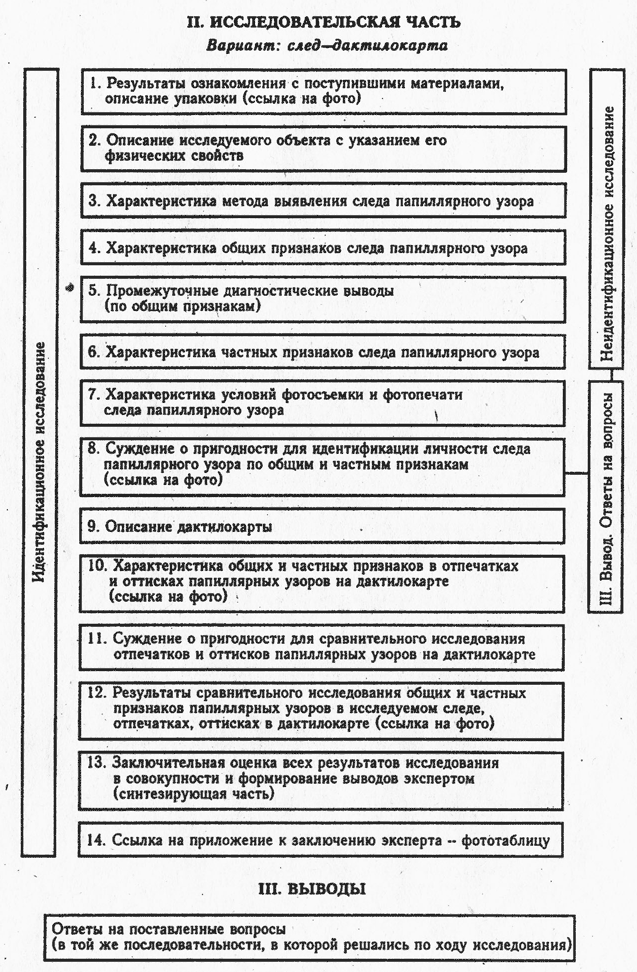 II. ИССЛЕДОВАТЕЛЬСКАЯ ЧАСТЬ
Вариант: след—дактилокарта
Идентификационное исследование
1. Результаты ознакомления с поступившими материалами,
описание упаковки (ссылка на фото)
2. Описание исследуемого объекта с указанием его
физических свойств
3. Характеристика метода выявления следа папиллярного узора
4. Характеристика общих признаков следа папиллярного узора
5. Промежуточные диагностические выводы
(по общим признакам)
6. Характеристика частных признаков следа папиллярного узора
7. Характеристика условий фотосъемки и фотопечати
следа папиллярного узора
8. Суждение о пригодности для идентификации личности следа
папиллярного узора по общим и частным признакам
(ссылка на фото)
9. Описание дактилокарты
10. Характеристика общих и частных признаков в отпечатках
и оттисках папиллярных узоров на дактилокарте
(ссылка на фото)
11. Суждение о пригодности для сравнительного исследования
отпечатков и оттисков папиллярных узоров на дактилокарте
12. Результаты сравнительного исследования общих и частных
признаков папиллярных узоров в исследуемом следе,
отпечатках, оттисках в дактилокарте (ссылка на фото)
13. Заключительная оценка всех результатов исследования
в совокупности и формирование выводов экспертом
(синтезирующая часть)
14. Ссылка на приложение к заключению эксперта -- фототаблицу
Неидентификационное исследование
III. Вывод. Ответы на вопросы
III. ВЫВОДЫ
Ответы на поставленные вопросы
(в той же последовательности, в которой решались по ходу исследования)